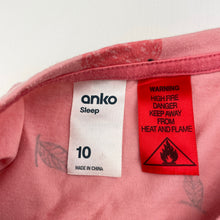 anko
Sleep
10
MADE IN CHINA
WARNING
HIGH FIRE
DANGER
KEEP AWAY
FROM
HEAT AND FLAME